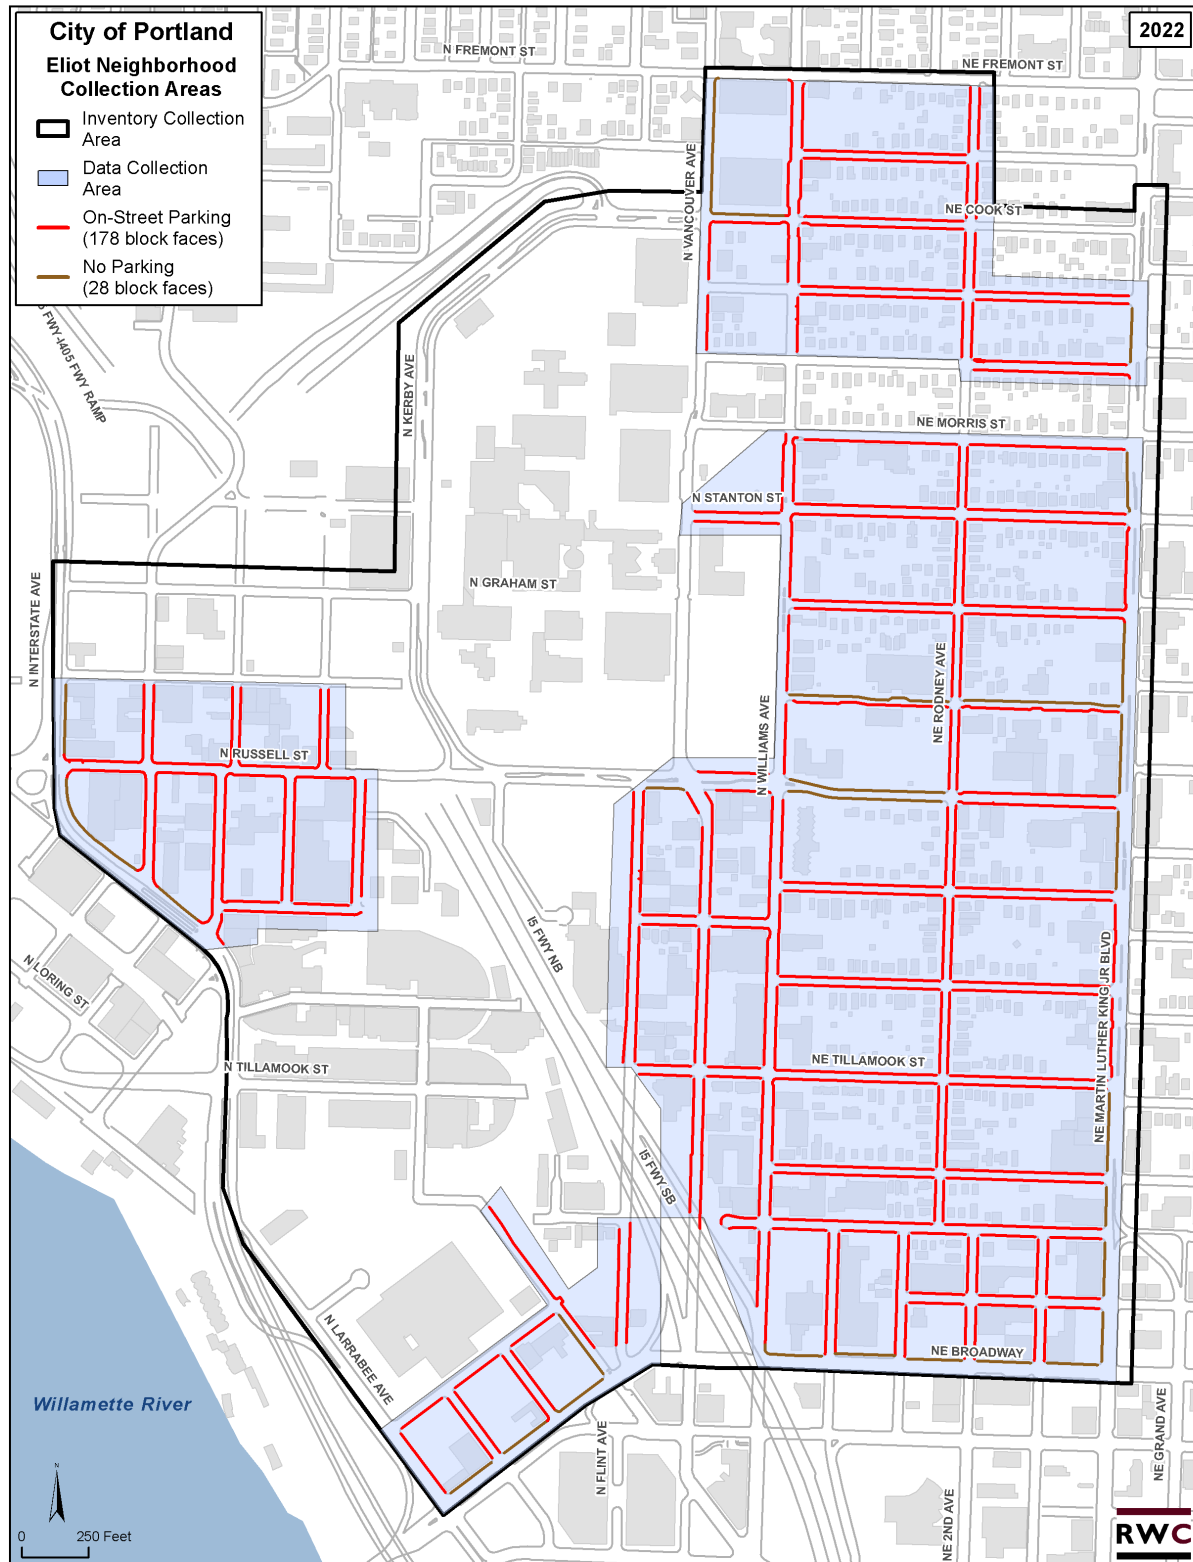 City of Portland
Eliot Neighborhood
Collection Areas
Inventory Collection
Area
Data Collection
Area
On-Street Parking
(178 block faces)
No Parking
(28 block faces)
2022
N FREMONT ST
NE FREMONT ST
N VANCOUVER AVE
NE COOK ST
FWY-I405 FWY RAMP
N KERBY AVE
NE MORRIS ST
N STANTON ST
N GRAHAM ST
N INTERSTATE AVE
NE RODNEY AVE
N WILLIAMS AVE
N RUSSELL ST
I5 FWY NB
N LORING ST
NE MARTIN LUTHER KING JR BLVD
N TILLAMOOK ST
NE TILLAMOOK ST
I5 FWY SB
N LARRABEE AVE
NE BROADWAY
Willamette River
N FLINT AVE
NE GRAND AVE
NE 2ND AVE
N
0 250 Feet
RWC